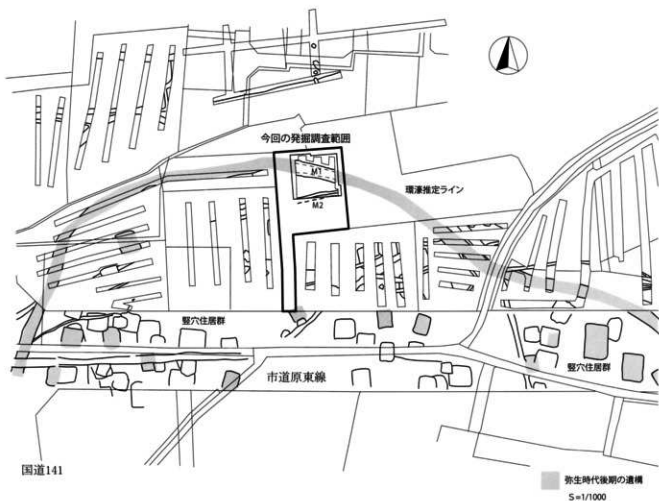 今回の発掘調査範囲
M1
環濠推定ライン
M2
竪穴住居群
竪穴住居群
市道原東線
国道141
弥生時代後期の遺構
S=1/1000